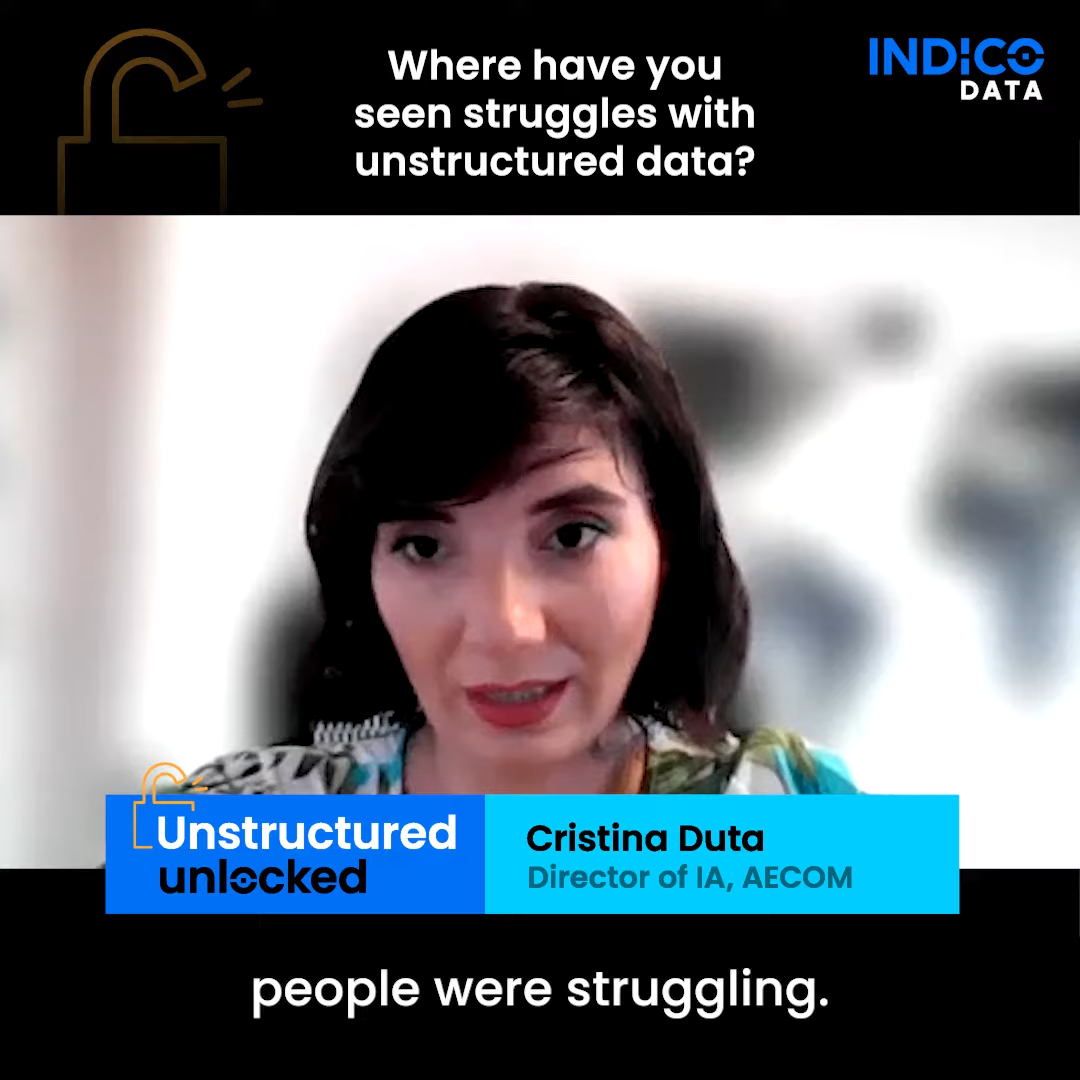 Where have you
seen struggles with
unstructured data?
INDICO
DATA
Unstructured
unlocked
Cristina Duta
Director of IA, AECOM
people were struggling.